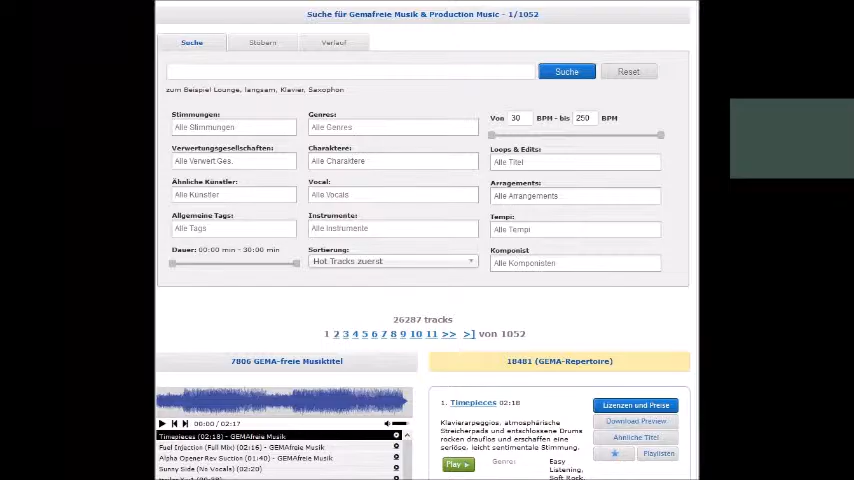 Suche für Gemafreie Musik & Production Music - 1/1052
Suche Stöbern Verlauf
Suche Reset
zum Beispiel Lounge, langsam, Klavier, Saxophon
Stimmungen: Genres:
Alle Stimmungen Alle Genres Von 30 BPM - bis 250 BPM
Verwertungsgesellschaften: Charaktere: Loops & Edits:
Alle Verwert Ges. Alle Charaktere Alle Titel
Ähnliche Künstler: Vocal: Arragements:
Alle Künstler Alle Vocals Alle Arrangements
Allgemeine Tags: Instrumente: Tempi:
Alle Tags Alle Instrumente Alle Tempi
Dauer: 00:00 min - 30:00 min Sortierung: Komponist
Hot Tracks zuerst Alle Komponisten
26287 tracks
1 2 3 4 5 6 7 8 9 10 11 >> >] von 1052
7806 GEMA-freie Musiktitel 18481 (GEMA-Repertoire)
00:00 / 02:17
Timepieces (02:18) - GEMAfreie Musik
Fuel Injection (Full Mix) (02:16) - GEMAfreie Musik
Alpha Opener Rev Suction (01:40) - GEMAfreie Musik
Sunny Side (No Vocals) (02:20)
1. Timepieces 02:18
Klavierarpeggios, atmosphärische
Streicherpads und entschlossene Drums
rocken drauflos und erschaffen eine
seriöse, leicht sentimentale Stimmung.
Play Genre: Easy
Listening,
Soft Rock,
Lizenzen und Preise
Download Preview
Ähnliche Titel
Playlisten